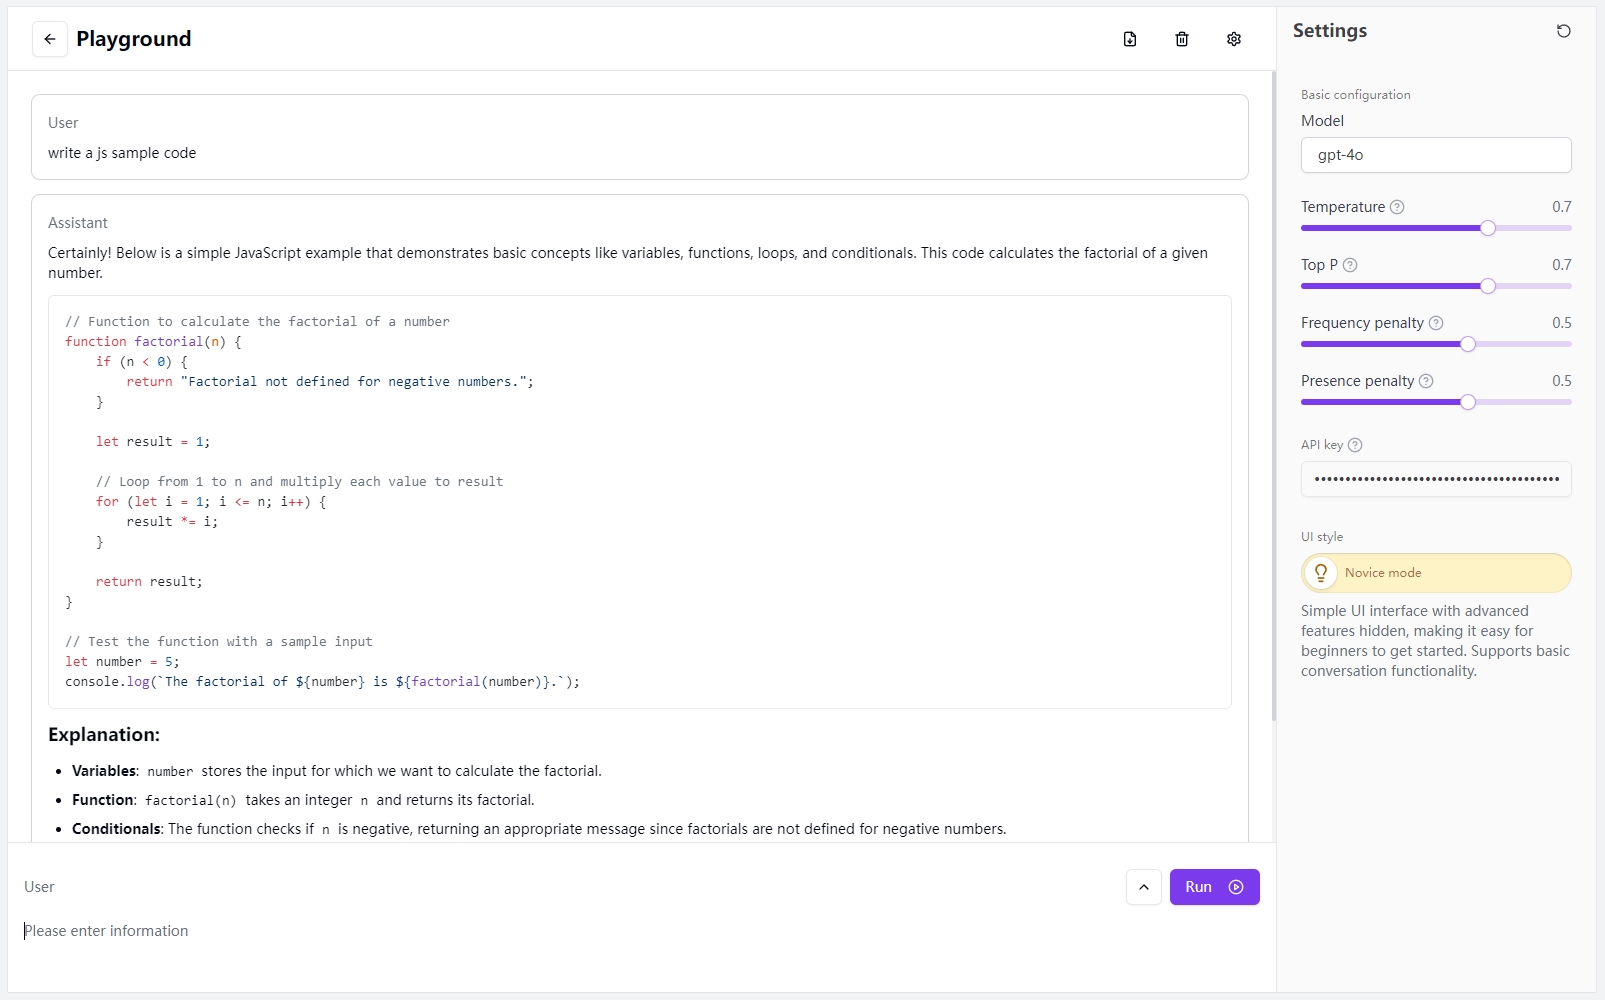 Playground
User
write a js sample code
Assistant
Certainly! Below is a simple JavaScript example that demonstrates basic concepts like variables, functions, loops, and conditionals. This code calculates the factorial of a given
number.
// Function to calculate the factorial of a number
function factorial(n) {
    if (n < 0) {
        return "Factorial not defined for negative numbers.";
    }
    let result = 1;
    // Loop from 1 to n and multiply each value to result
    for (let i = 1; i <= n; i++) {
        result *= i;
    }
    return result;
}
// Test the function with a sample input
let number = 5;
console.log(`The factorial of ${number} is ${factorial(number)}.`);
Explanation:
• Variables: number stores the input for which we want to calculate the factorial.
• Function: factorial(n) takes an integer n and returns its factorial.
• Conditionals: The function checks if n is negative, returning an appropriate message since factorials are not defined for negative numbers.
User
Run
Please enter information
Settings
Basic configuration
Model
gpt-4o
Temperature ? 0.7
Top P ? 0.7
Frequency penalty ? 0.5
Presence penalty ? 0.5
API key ?
UI style
Novice mode
Simple UI interface with advanced
features hidden, making it easy for
beginners to get started. Supports basic
conversation functionality.